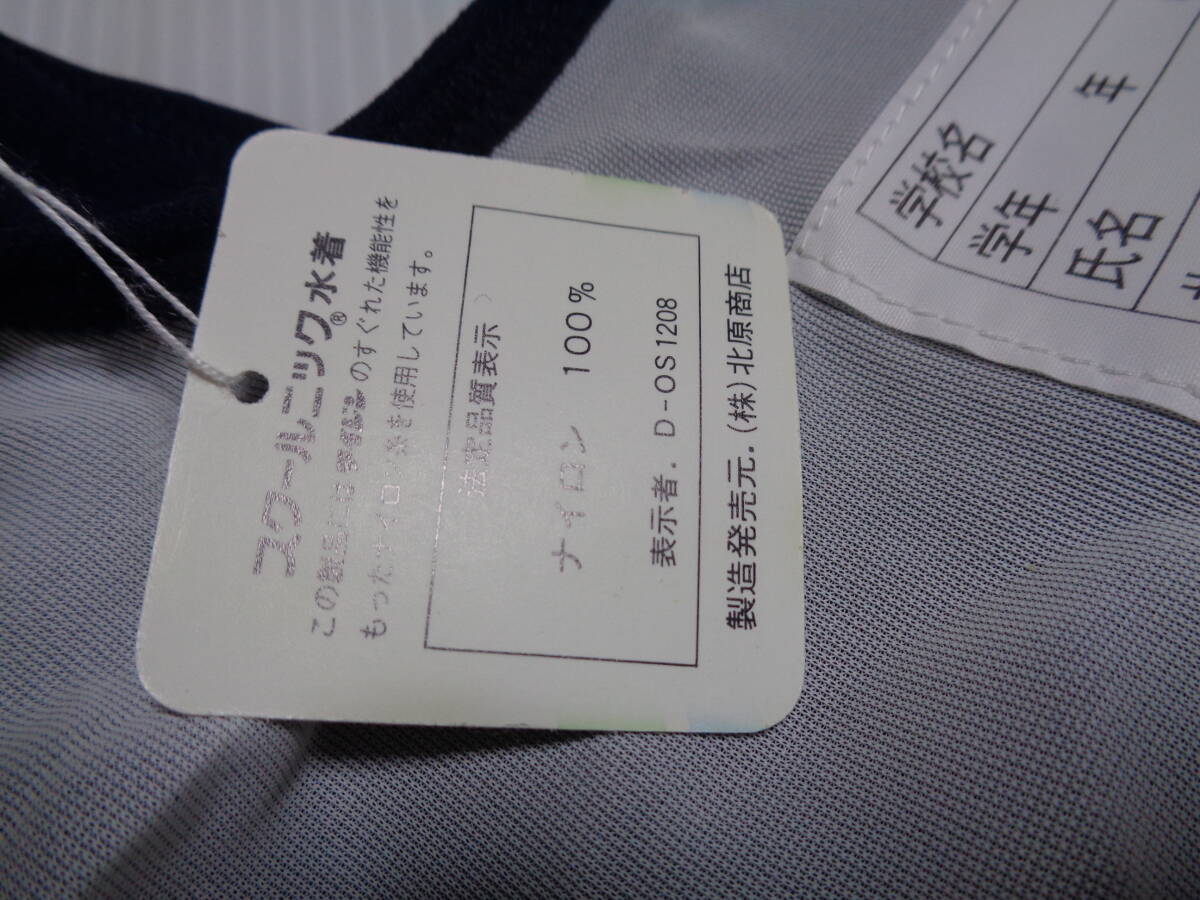 スクールニック®水着
この製品には のすぐれた機能性を
もったナイロン糸を使用しています。
法定品質表示
ナイロン 100%
表示者. D-OS1208
製造発売元.(株)北原商店
学校名
学年 年
氏名